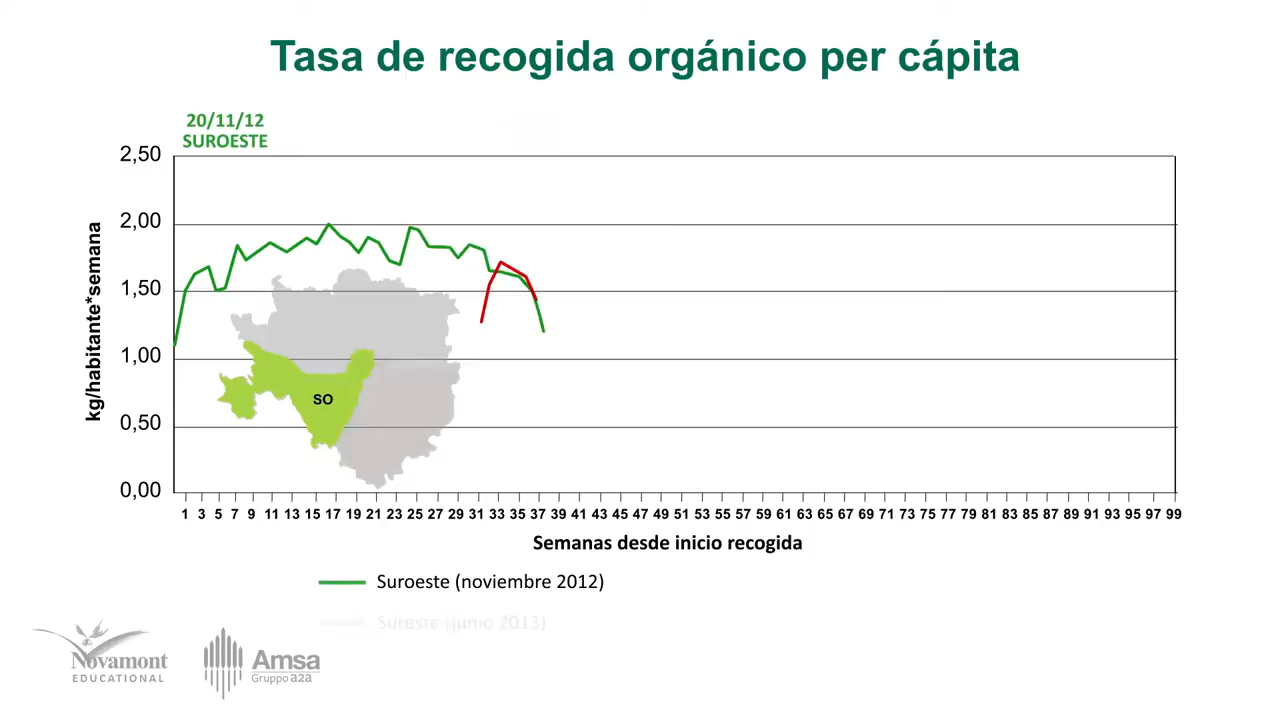 Tasa de recogida orgánico per cápita
20/11/12
SUROESTE
2,50
2,00
1,50
1,00
0,50
0,00
kg/habitante*semana
SO
1 3 5 7 9 11 13 15 17 19 21 23 25 27 29 31 33 35 37 39 41 43 45 47 49 51 53 55 57 59 61 63 65 67 69 71 73 75 77 79 81 83 85 87 89 91 93 95 97 99
Semanas desde inicio recogida
Suroeste (noviembre 2012)
Sureste (junio 2013)
Novamont
EDUCATIONAL
Amsa
Gruppo a2a